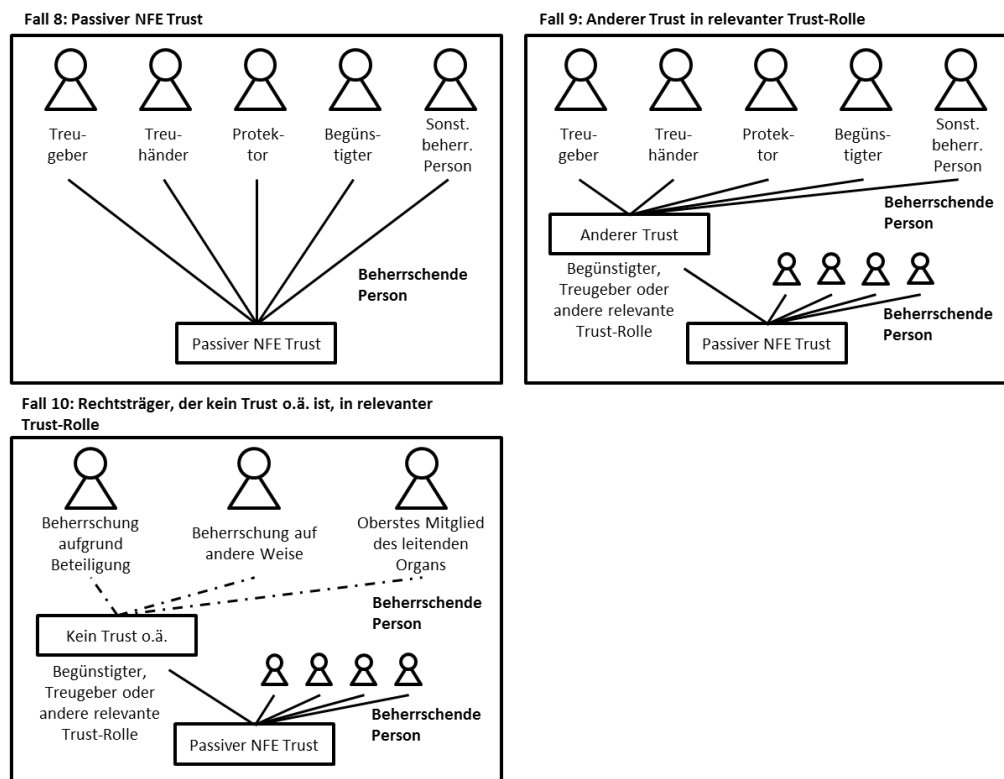 Fall 8: Passiver NFE Trust
Treu-
geber
Treu-
händer
Protek-
tor
Begüns-
tigter
Sonst.
beherr.
Person
Beherrschende
Person
Passiver NFE Trust
Fall 9: Anderer Trust in relevanter Trust-Rolle
Treu-
geber
Treu-
händer
Protek-
tor
Begüns-
tigter
Sonst.
beherr.
Person
Beherrschende
Person
Anderer Trust
Begünstigter,
Treugeber oder
andere relevante
Trust-Rolle
Beherrschende
Person
Passiver NFE Trust
Fall 10: Rechtsträger, der kein Trust o.ä. ist, in relevanter
Trust-Rolle
Beherrschung
aufgrund
Beteiligung
Beherrschung auf
andere Weise
Oberstes Mitglied
des leitenden
Organs
Beherrschende
Person
Kein Trust o.ä.
Begünstigter,
Treugeber oder
andere relevante
Trust-Rolle
Beherrschende
Person
Passiver NFE Trust